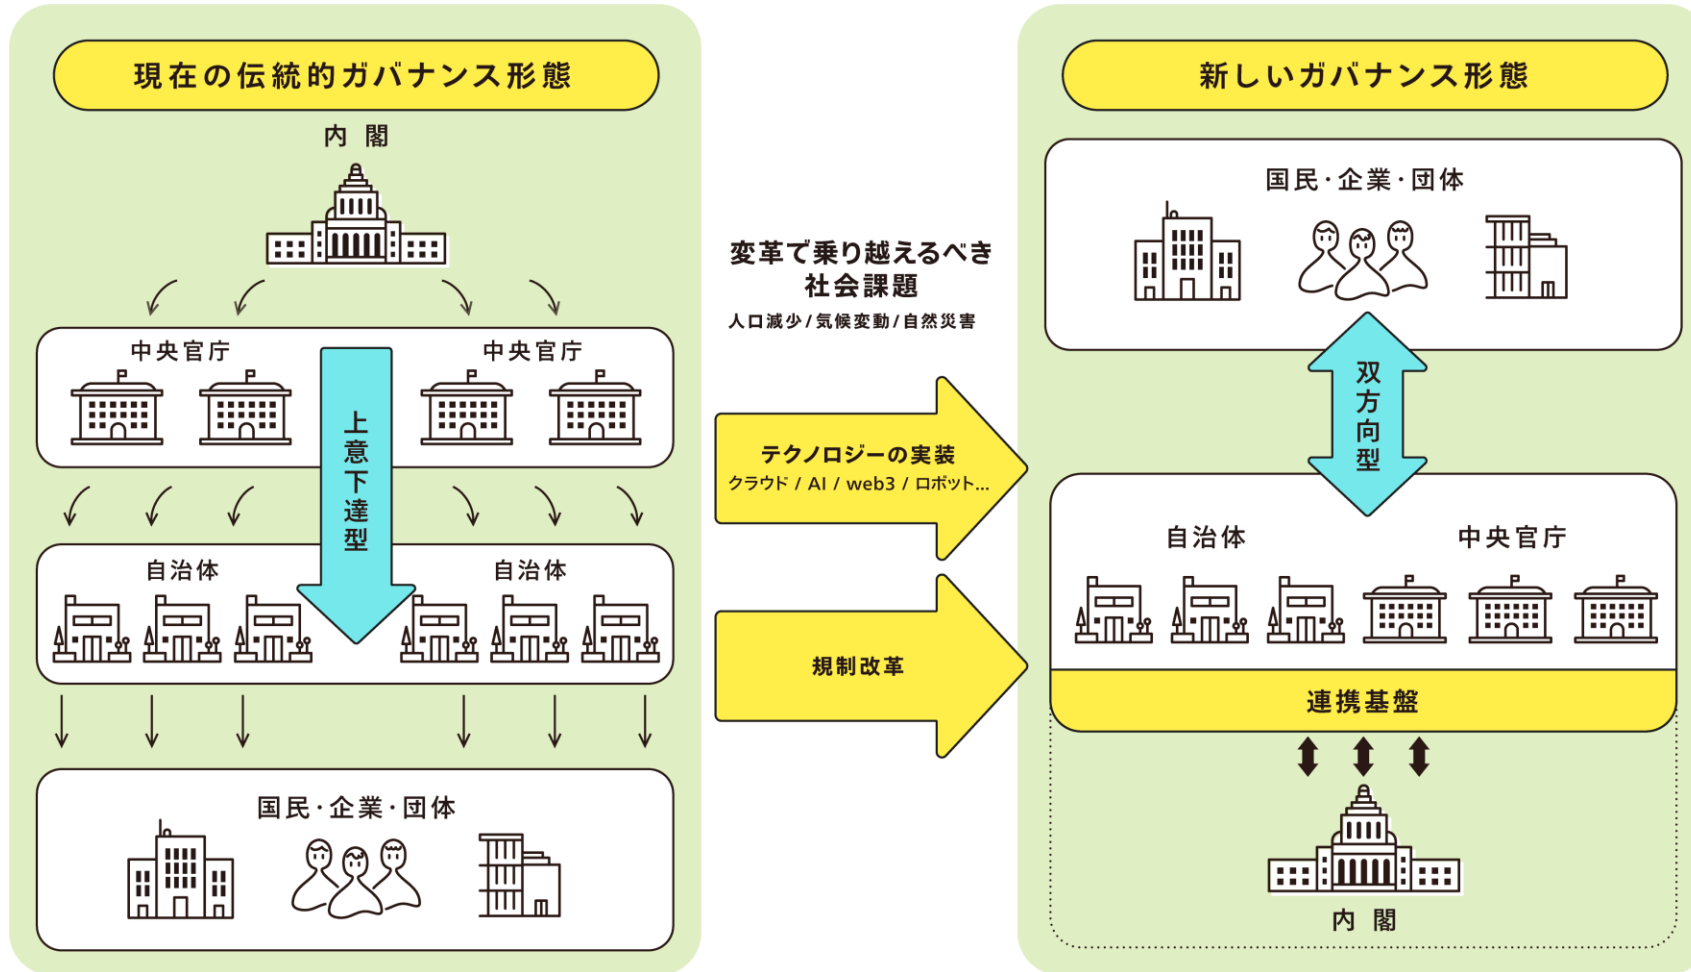 現在の伝統的ガバナンス形態
内閣
中央官庁
中央官庁
上意下達型
自治体
自治体
国民・企業・団体
変革で乗り越えるべき
社会課題
人口減少/気候変動/自然災害
テクノロジーの実装
クラウド / AI / web3 / ロボット...
規制改革
新しいガバナンス形態
国民・企業・団体
双方向型
自治体
中央官庁
連携基盤
内閣